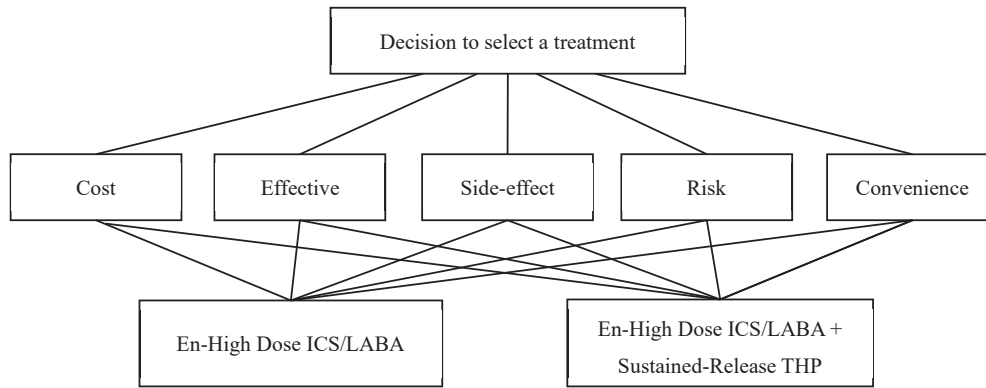 Decision to select a treatment
Cost
Effective
Side-effect
Risk
Convenience
En-High Dose ICS/LABA
En-High Dose ICS/LABA +
Sustained-Release THP